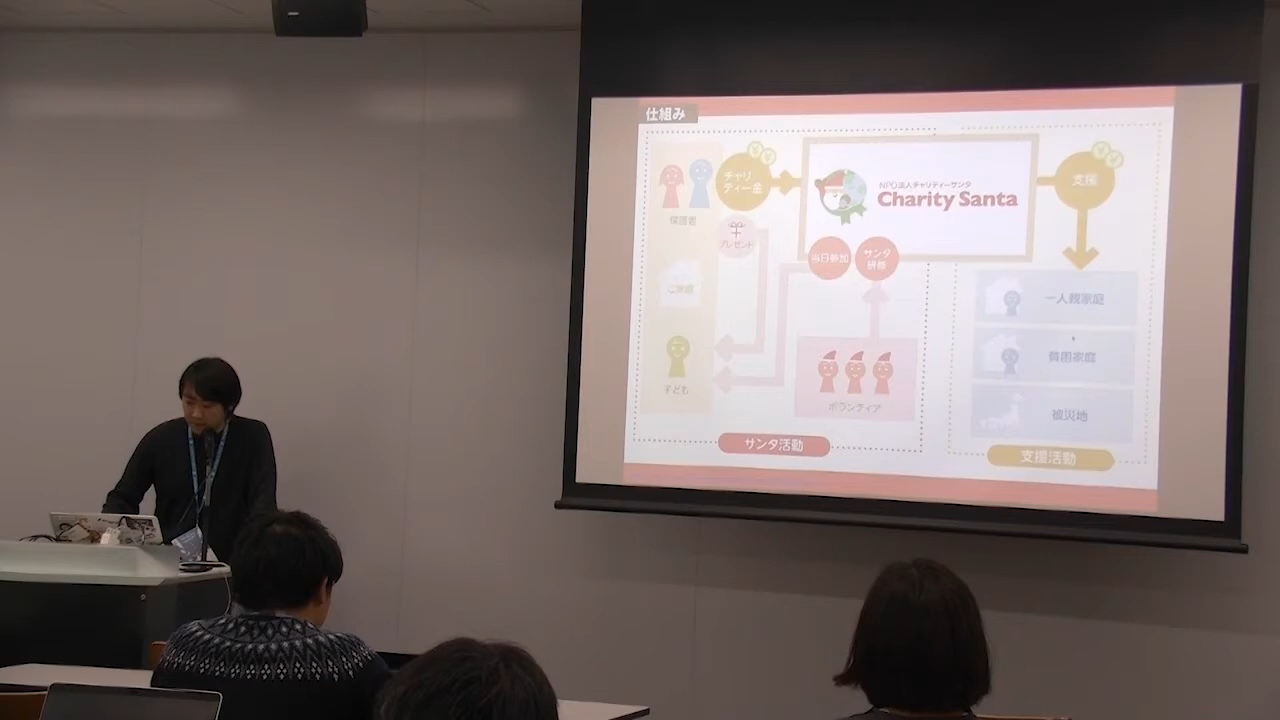 仕組み
チャリ
ティー金
NPO法人チャリティーサンタ
Charity Santa
支援
保護者
プレゼント
当日参加
サンタ
研修
ご家庭
一人親家庭
貧困家庭
子ども
ボランティア
被災地
サンタ活動
支援活動